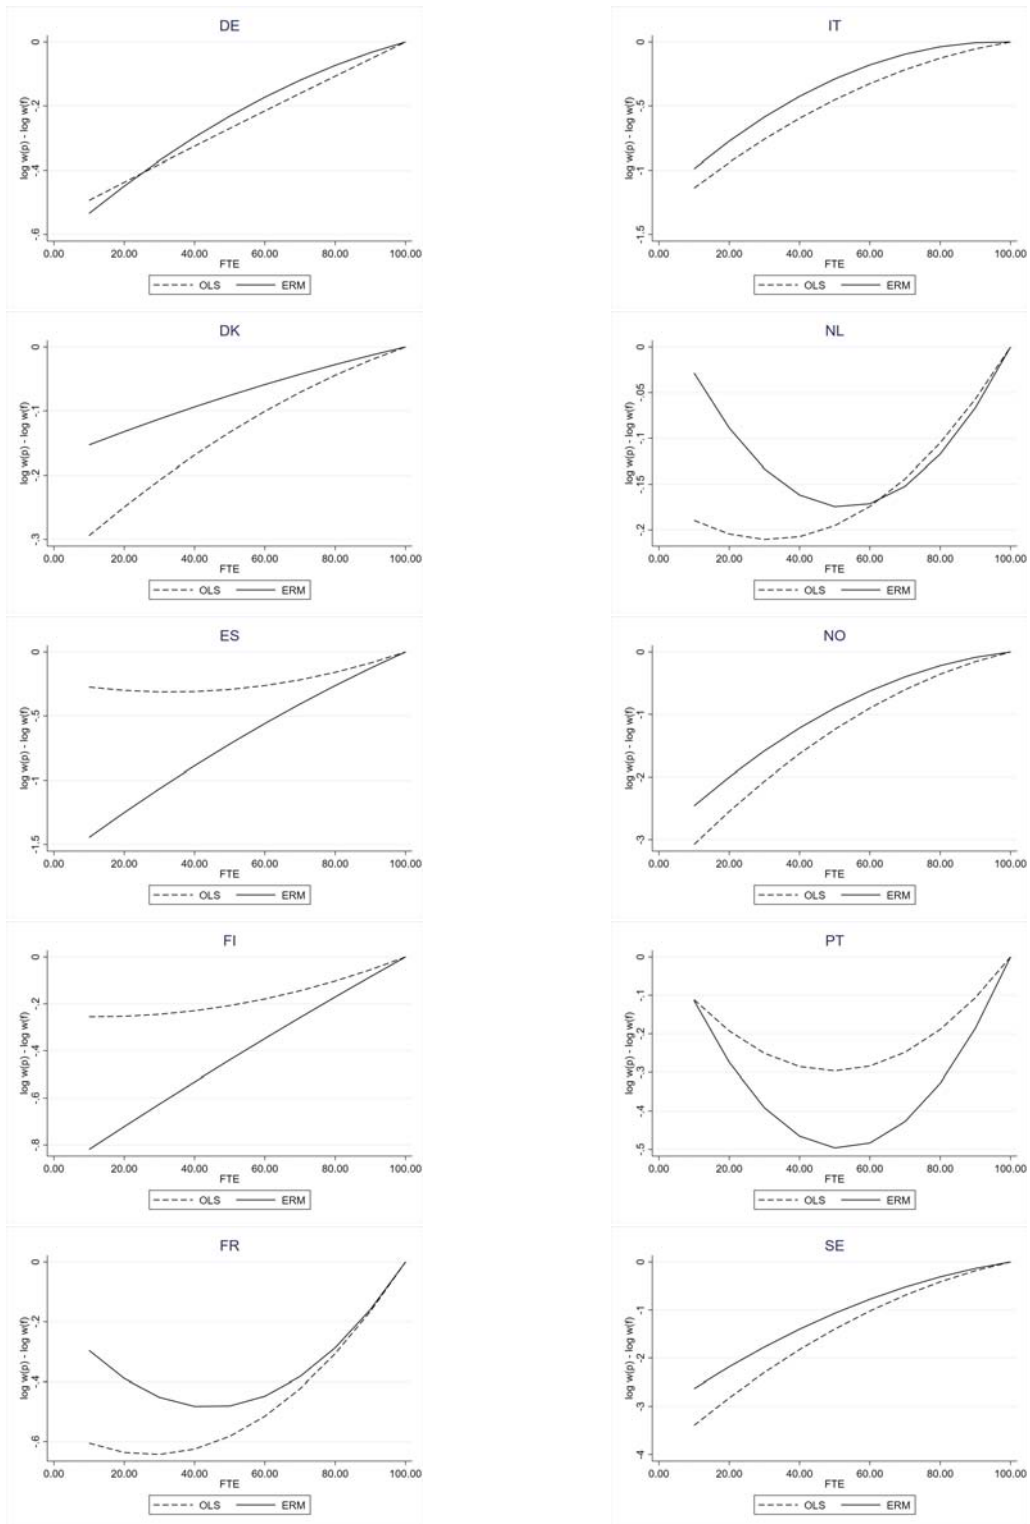 DE
log w(p) - log w(f)
0
-.2
-.4
-.6
0.00 20.00 40.00 60.00 80.00 100.00
FTE
OLS ERM
IT
log w(p) - log w(f)
0
-.5
-1
-1.5
0.00 20.00 40.00 60.00 80.00 100.00
FTE
OLS ERM
DK
log w(p) - log w(f)
0
-.1
-.2
-.3
0.00 20.00 40.00 60.00 80.00 100.00
FTE
OLS ERM
NL
log w(p) - log w(f)
0
-.05
-.1
-.15
-.2
0.00 20.00 40.00 60.00 80.00 100.00
FTE
OLS ERM
ES
log w(p) - log w(f)
0
-.5
-1
-1.5
0.00 20.00 40.00 60.00 80.00 100.00
FTE
OLS ERM
NO
log w(p) - log w(f)
0
-1
-2
-3
0.00 20.00 40.00 60.00 80.00 100.00
FTE
OLS ERM
FI
log w(p) - log w(f)
0
-.2
-.4
-.6
-.8
0.00 20.00 40.00 60.00 80.00 100.00
FTE
OLS ERM
PT
log w(p) - log w(f)
0
-.1
-.2
-.3
-.4
-.5
0.00 20.00 40.00 60.00 80.00 100.00
FTE
OLS ERM
FR
log w(p) - log w(f)
0
-.2
-.4
-.6
0.00 20.00 40.00 60.00 80.00 100.00
FTE
OLS ERM
SE
log w(p) - log w(f)
0
-1
-2
-3
-4
0.00 20.00 40.00 60.00 80.00 100.00
FTE
OLS ERM